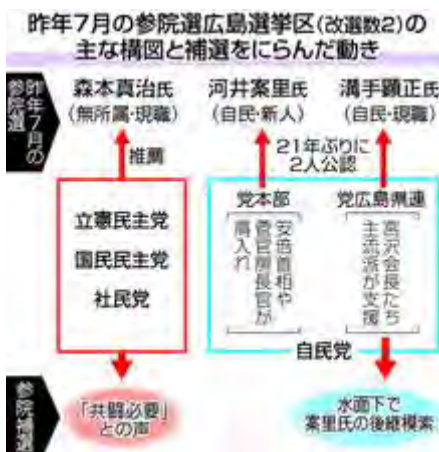 昨年7月の参院選広島選挙区(改選数2)の
主な構図と補選をにらんだ動き
昨年7月の
参院選
森本真治氏
(無所属・現職)
河井案里氏
(自民・新人)
溝手顕正氏
(自民・現職)
推薦
21年ぶりに
2人公認
立憲民主党
国民民主党
社民党
党本部
安倍首相や
菅官房長官が
肩入れ
党広島県連
宮沢会長たち
主流派が支援
自民党
参院補選
「共闘必要」
との声
水面下で
案里氏の後継模索